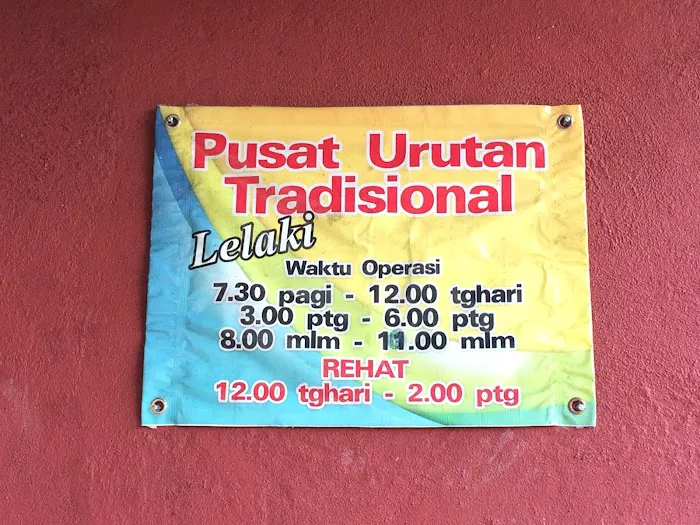 Pusat Urutan
Tradisional
Lelaki
Waktu Operasi
7.30 pagi - 12.00 tghari
3.00 ptg - 6.00 ptg
8.00 mlm - 11.00 mlm
REHAT
12.00 tghari - 2.00 ptg